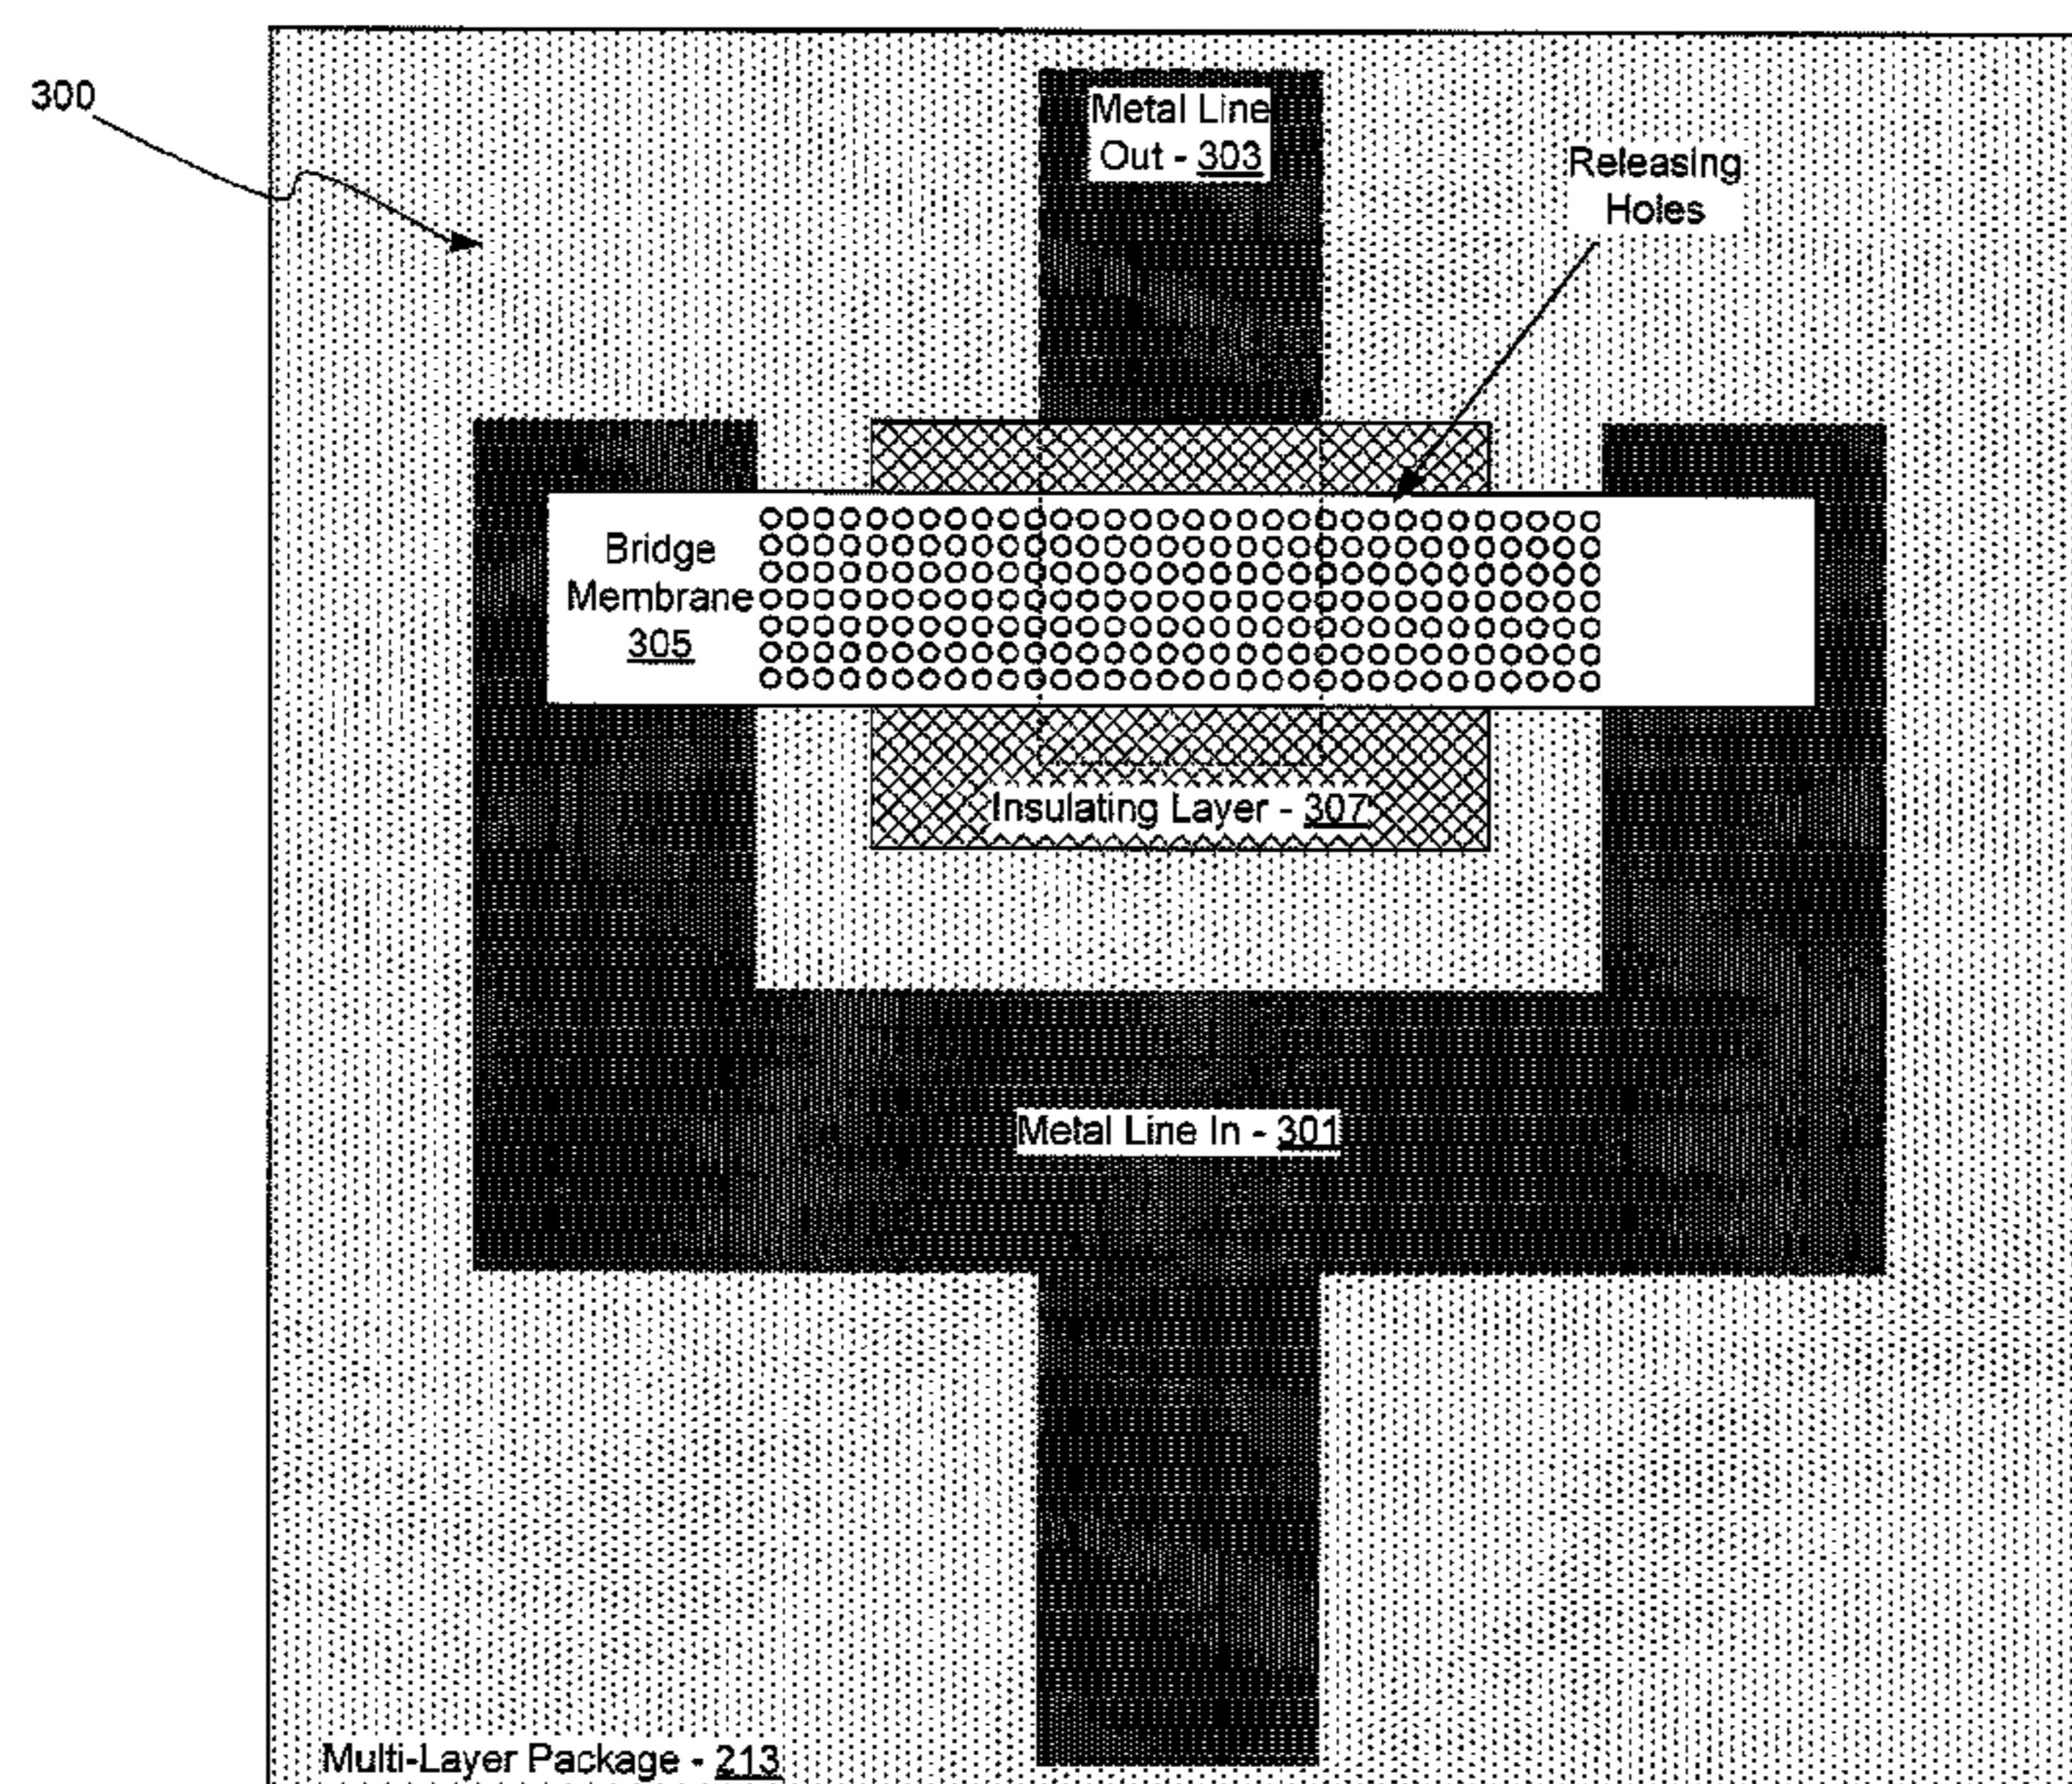 300
Metal Line
Out - 303
Releasing
Holes
Bridge
Membrane
305
Insulating Layer - 307
Metal Line In - 301
Multi-Layer Package - 213